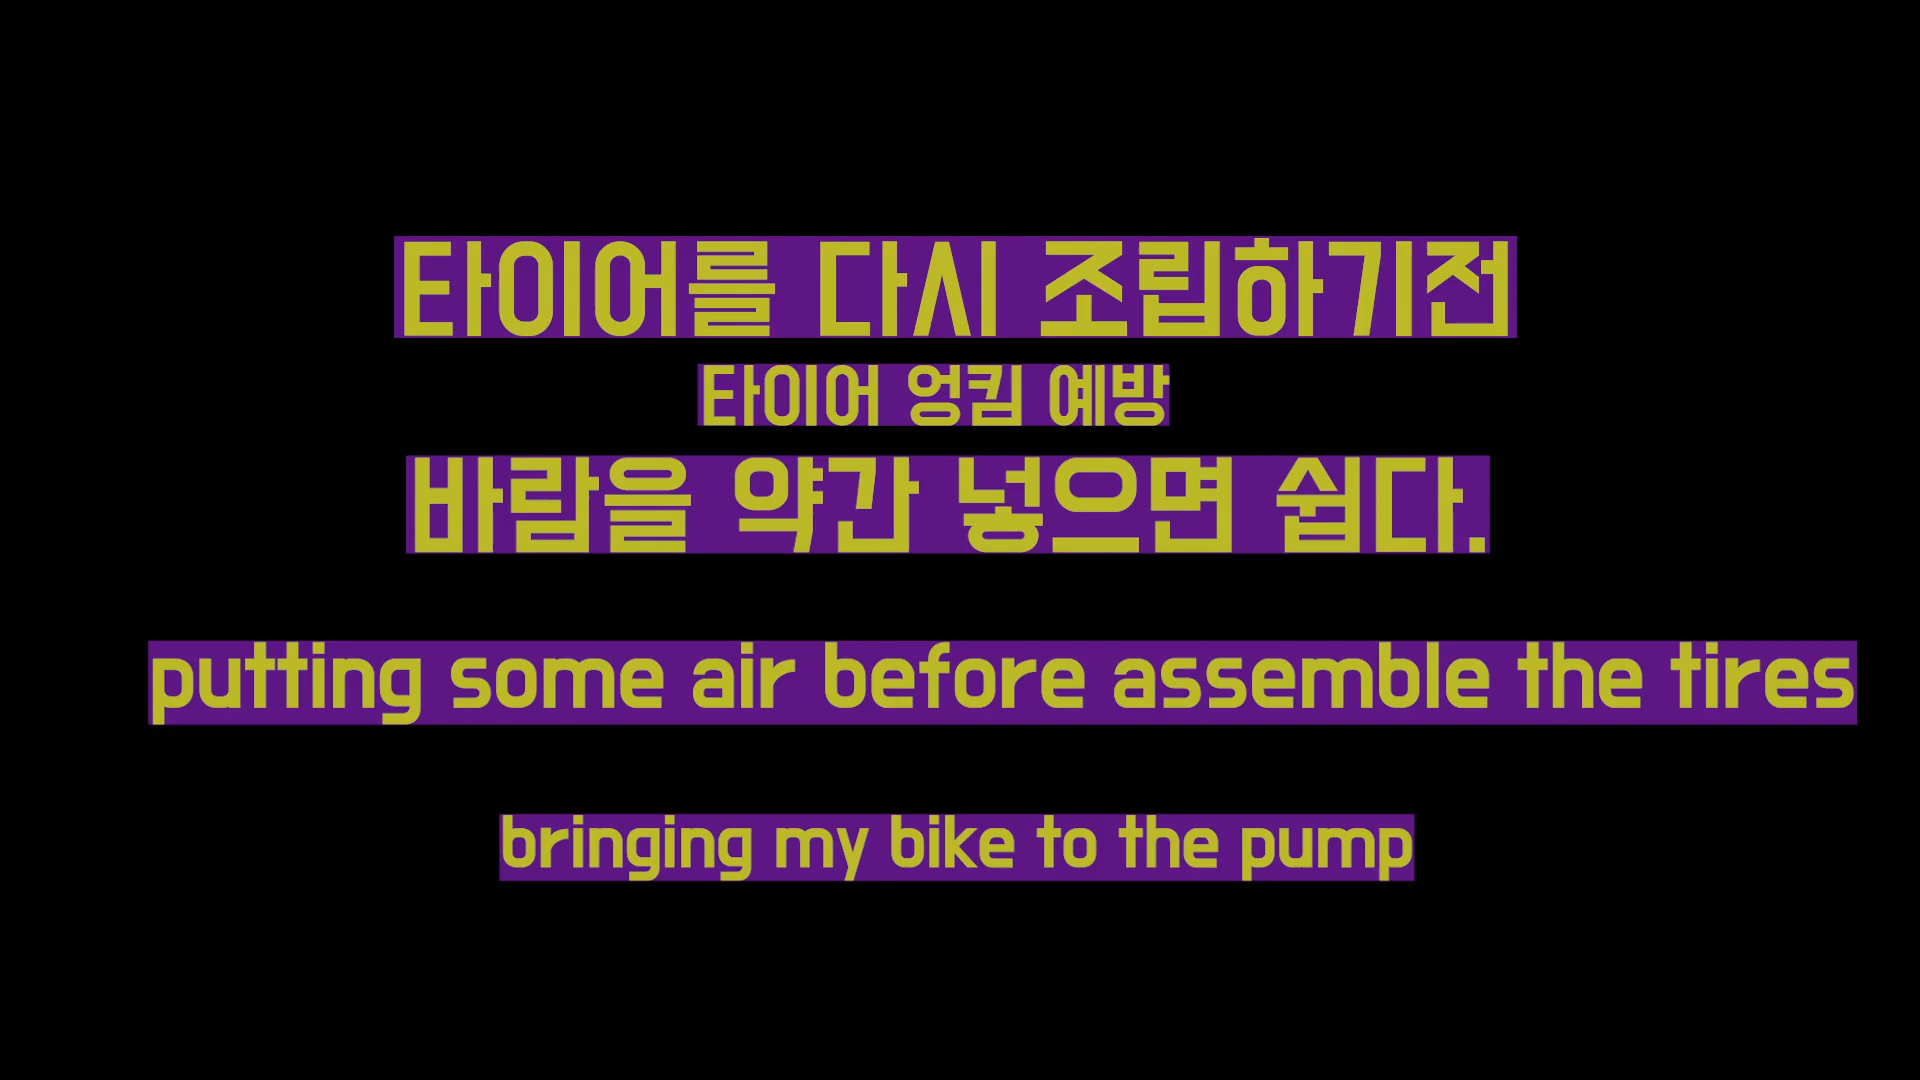 타이어를 다시 조립하기전
타이어 엉킴 예방
바람을 약간 넣으면 쉽다.
putting some air before assemble the tires
bringing my bike to the pump